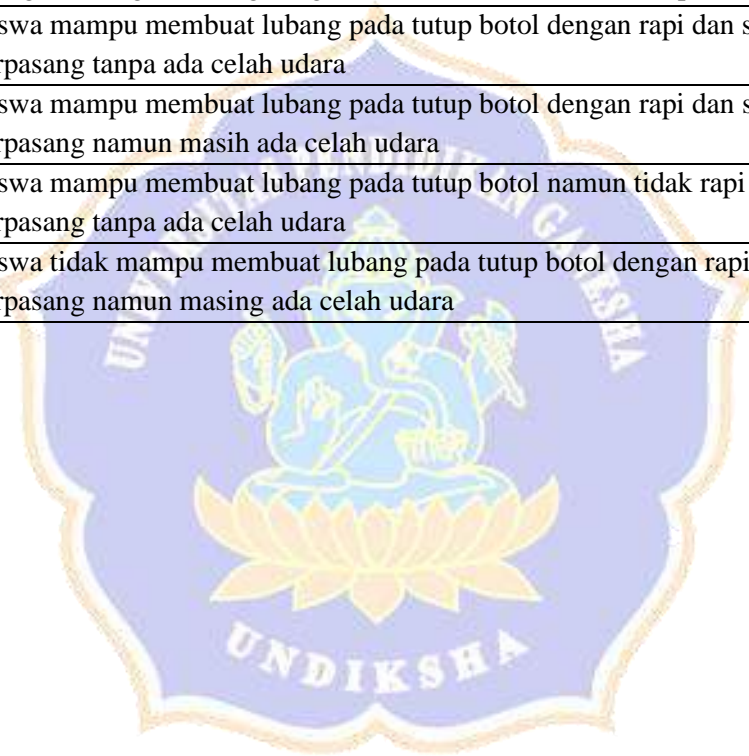 swa mampu membuat lubang pada tutup botol dengan rapi dan s
rpasang tanpa ada celah udara
swa mampu membuat lubang pada tutup botol dengan rapi dan s
rpasang namun masih ada celah udara
swa mampu membuat lubang pada tutup botol namun tidak rapi
rpasang tanpa ada celah udara
swa tidak mampu membuat lubang pada tutup botol dengan rapi
rpasang namun masing ada celah udara
UNIVERSITAS PENDIDIKAN GANESHA
UNDIKSHA